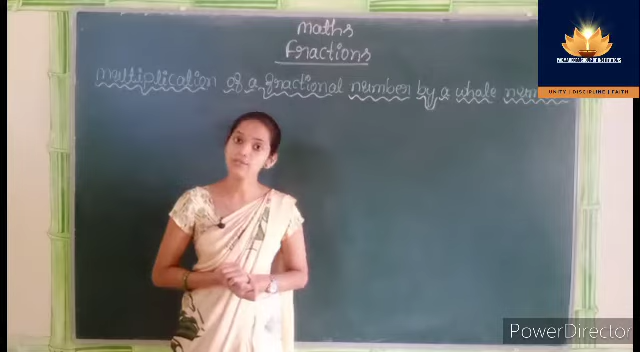 Maths
Fractions
multiplication of a fractional number by a whole
UNITY | DISCIPLINE | FAITH
PowerDirector